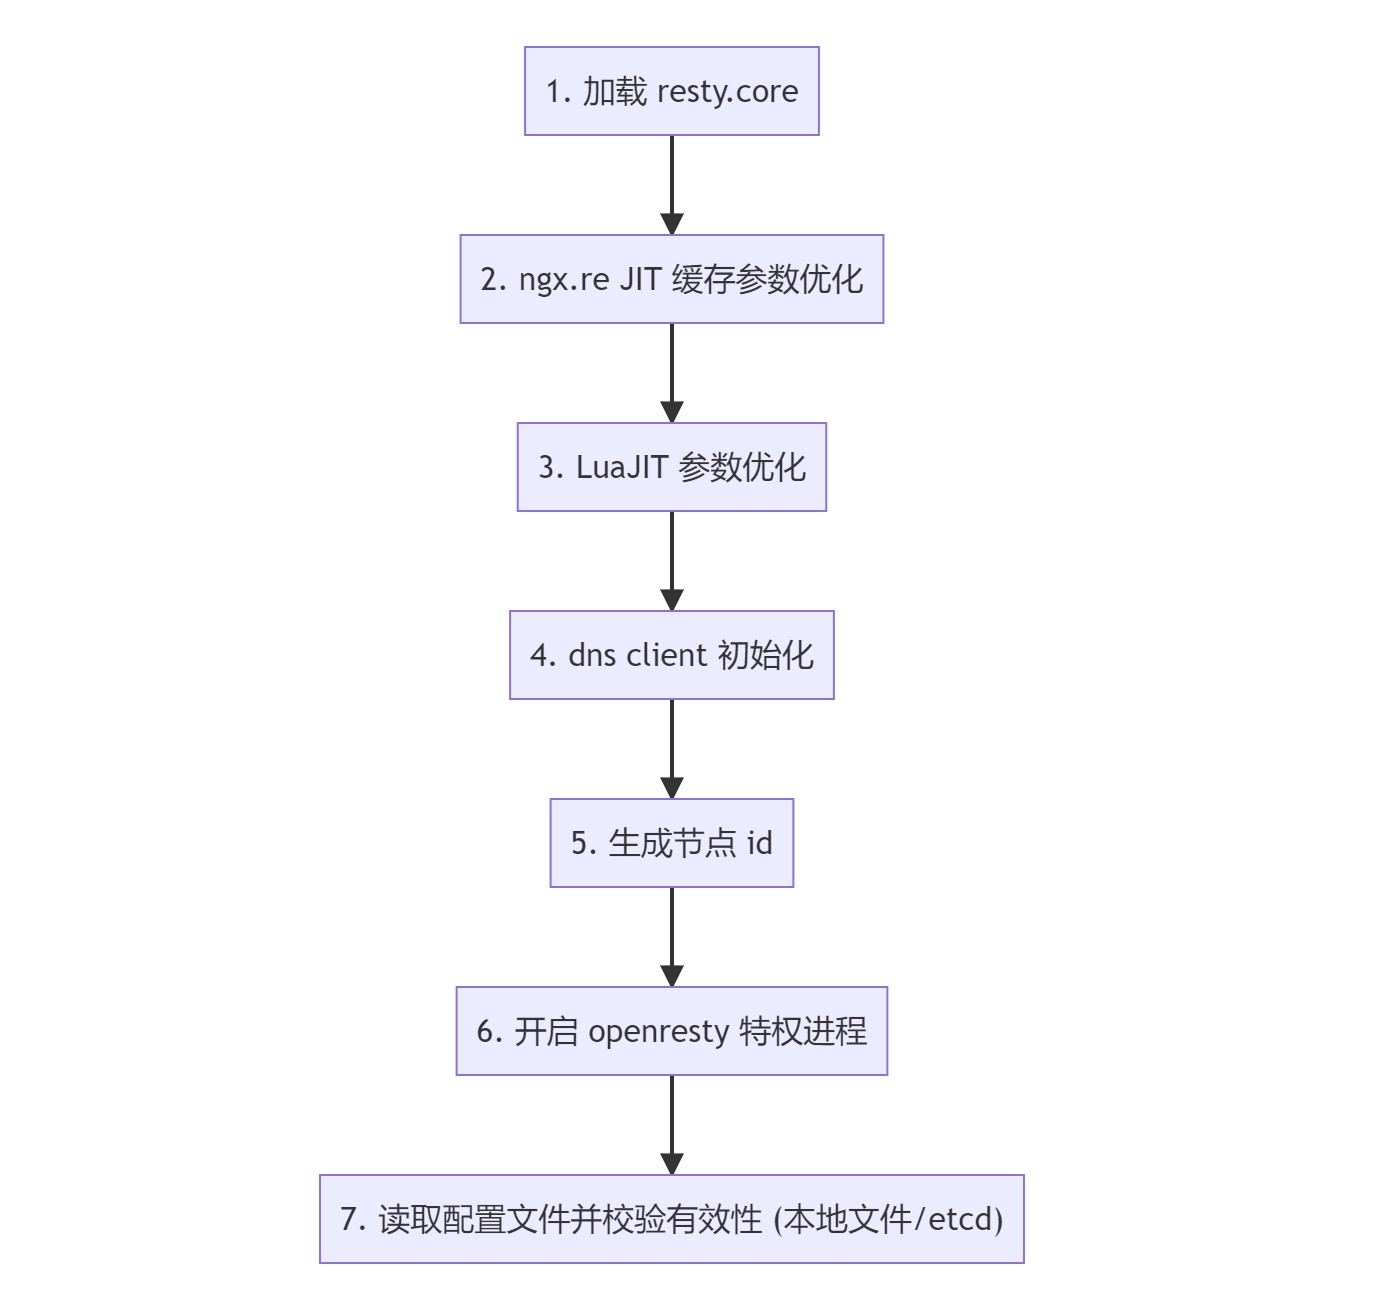 1. 加载 resty.core
2. ngx.re JIT 缓存参数优化
3. LuaJIT 参数优化
4. dns client 初始化
5. 生成节点 id
6. 开启 openresty 特权进程
7. 读取配置文件并校验有效性 (本地文件/etcd)